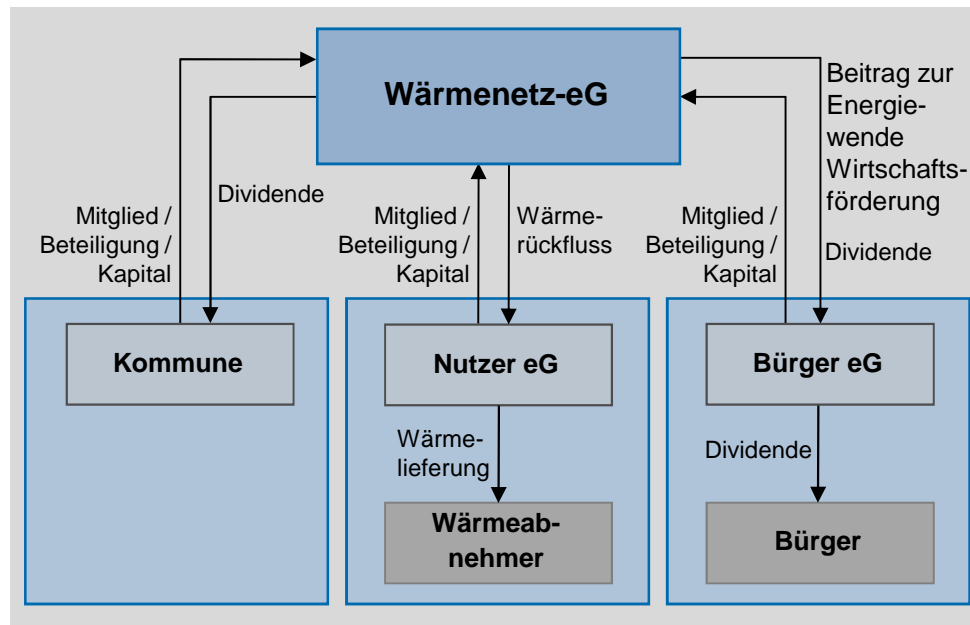 Wärmenetz-eG
Beitrag zur
Energie-
wende
Wirtschafts-
förderung
Dividende
Mitglied /
Beteiligung /
Kapital
Mitglied /
Beteiligung /
Kapital
Wärme-
rückfluss
Mitglied /
Beteiligung /
Kapital
Dividende
Kommune
Nutzer eG
Bürger eG
Wärme-
lieferung
Dividende
Wärmeab-
nehmer
Bürger